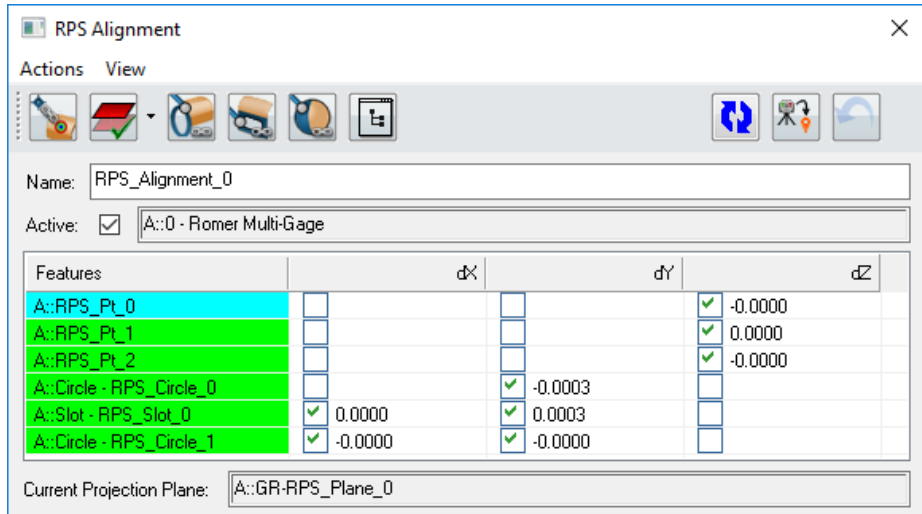 RPS Alignment
Actions View
Name: RPS_Alignment_0
Active: A::0 - Romer Multi-Gage
Features dX dY dZ
A::RPS_Pt_0 -0.0000
A::RPS_Pt_1 0.0000
A::RPS_Pt_2 -0.0000
A::Circle - RPS_Circle_0 -0.0003
A::Slot - RPS_Slot_0 0.0000 0.0003
A::Circle - RPS_Circle_1 -0.0000 -0.0000
Current Projection Plane: A::GR-RPS_Plane_0